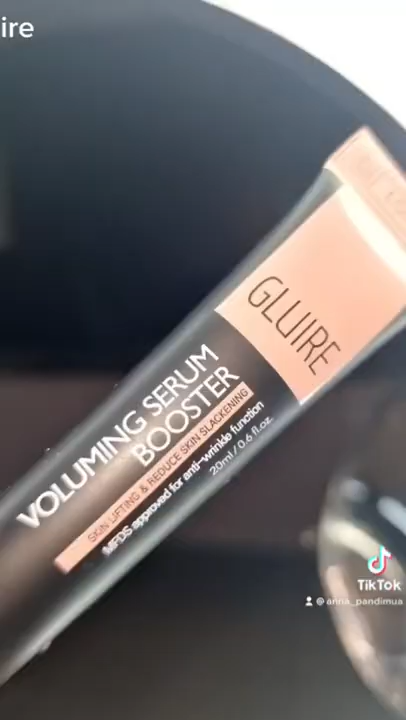 ire
GLUIRE
VOLUMING SERUM
BOOSTER
SKIN LIFTING & REDUCE SKIN SLACKENING
MFDS approved for anti-wrinkle function
20ml / 0.6 fl.oz.
TikTok
@anna_pandimua